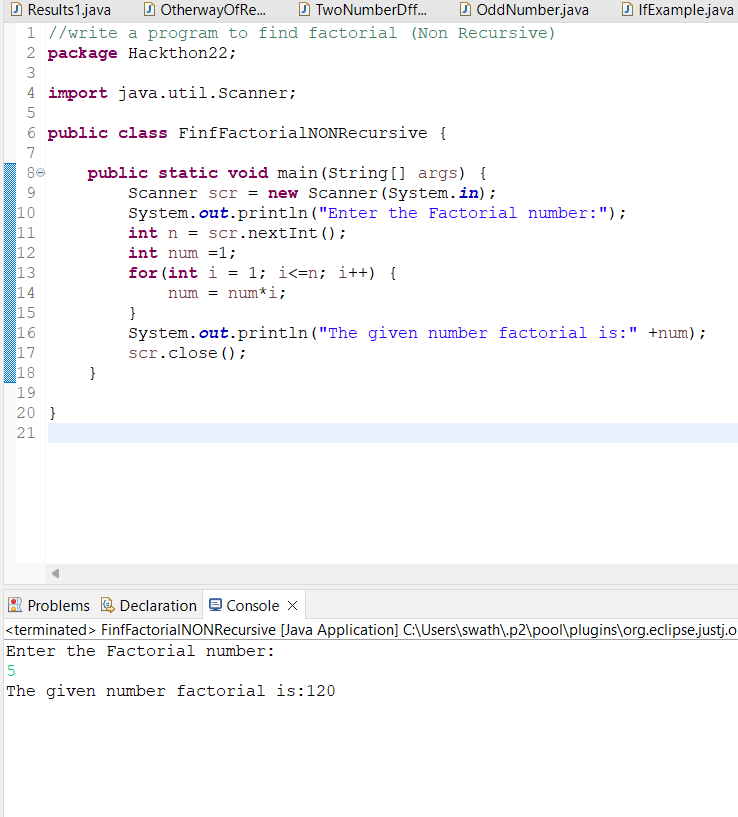 Results1.java OtherwayOfRe... TwoNumberDff... OddNumber.java IfExample.java
1 //write a program to find factorial (Non Recursive)
2 package Hackthon22;
3
4 import java.util.Scanner;
5
6 public class FinfFactorialNONRecursive {
7
8 public static void main(String[] args) {
9 Scanner scr = new Scanner(System.in);
10 System.out.println("Enter the Factorial number:");
11 int n = scr.nextInt();
12 int num =1;
13 for(int i = 1; i<=n; i++) {
14 num = num*i;
15 }
16 System.out.println("The given number factorial is:" +num);
17 scr.close();
18 }
19
20 }
21
Problems Declaration Console
<terminated> FinfFactorialNONRecursive [Java Application] C:\Users\swath\.p2\pool\plugins\org.eclipse.justj.o
Enter the Factorial number:
5
The given number factorial is:120